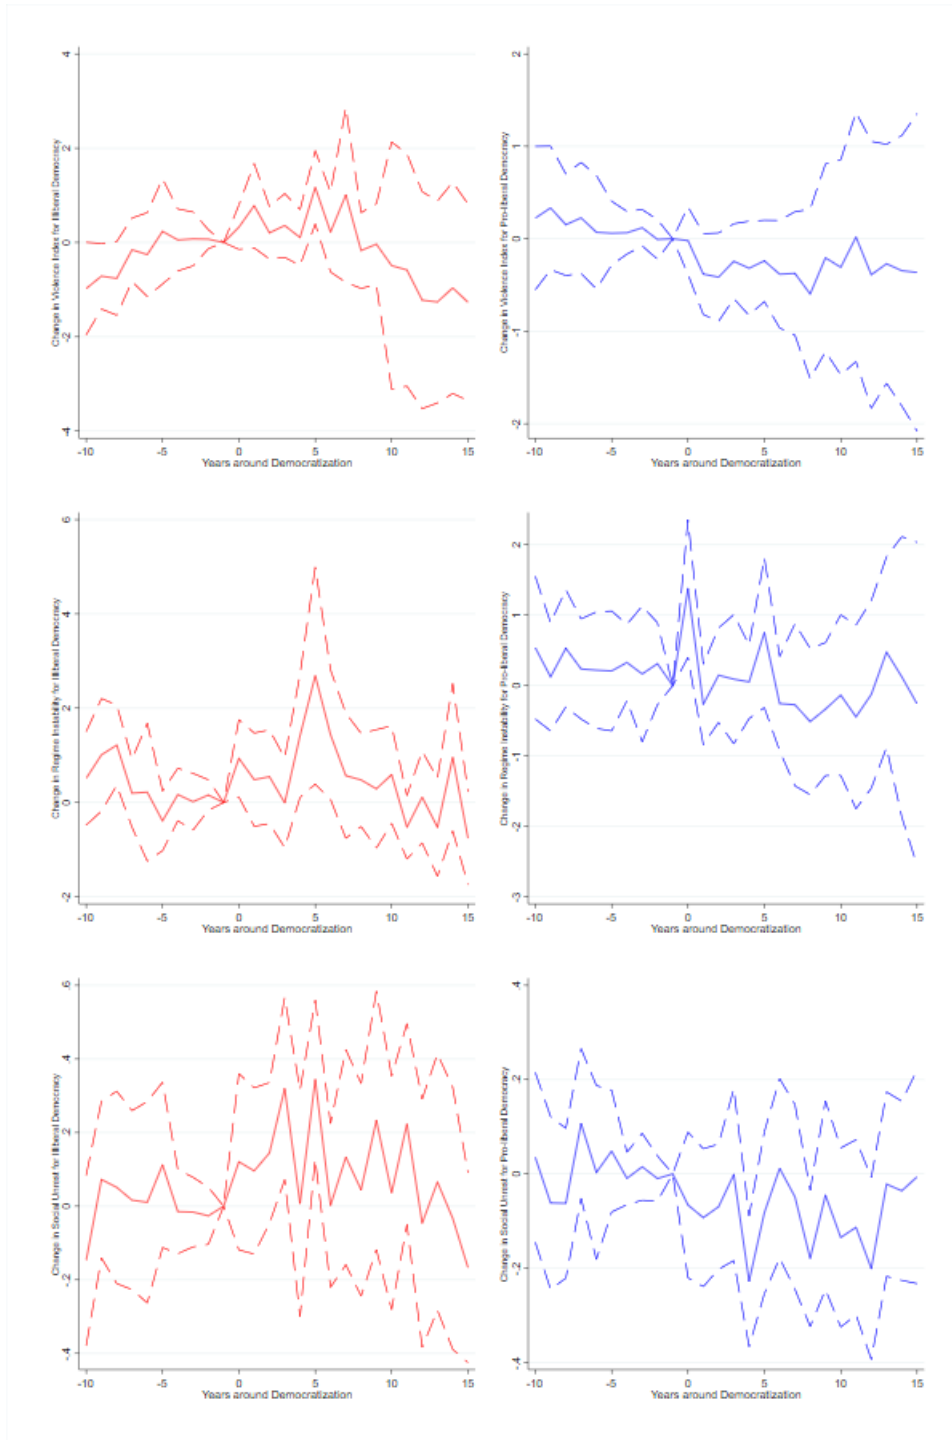 Change in Violence Index for Illiberal Democracy
4
2
0
-2
-4
-10 -5 0 5 10 15
Years around Democratization
Change in Violence Index for Pro-liberal Democracy
2
1
0
-1
-2
-10 -5 0 5 10 15
Years around Democratization
Change in Regime Instability for Illiberal Democracy
6
4
2
0
-2
-10 -5 0 5 10 15
Years around Democratization
Change in Regime Instability for Pro-liberal Democracy
2
1
0
-1
-2
-3
-10 -5 0 5 10 15
Years around Democratization
Change in Social Unrest for Illiberal Democracy
.6
.4
.2
0
-.2
-.4
-10 -5 0 5 10 15
Years around Democratization
Change in Social Unrest for Pro-liberal Democracy
.4
.2
0
-.2
-.4
-10 -5 0 5 10 15
Years around Democratization